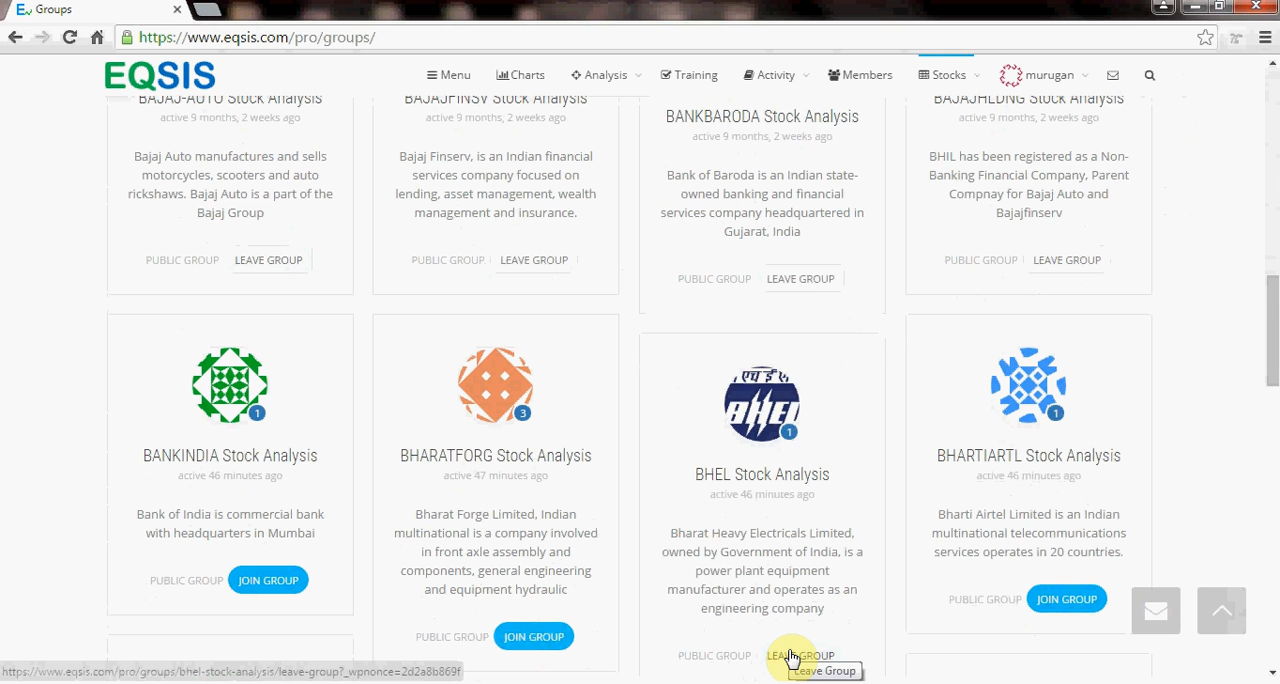 Groups
https://www.eqsis.com/pro/groups/
EQSIS
Menu Charts Analysis Training Activity Members Stocks murugan
BAJAJ-AUTO Stock Analysis
active 9 months, 2 weeks ago
Bajaj Auto manufactures and sells
motorcycles, scooters and auto
rickshaws. Bajaj Auto is a part of the
Bajaj Group
PUBLIC GROUP LEAVE GROUP
BAJAJFINSV Stock Analysis
active 9 months, 2 weeks ago
Bajaj Finserv, is an Indian financial
services company focused on
lending, asset management, wealth
management and insurance.
PUBLIC GROUP LEAVE GROUP
BANKBARODA Stock Analysis
active 9 months, 2 weeks ago
Bank of Baroda is an Indian state-
owned banking and financial
services company headquartered in
Gujarat, India
PUBLIC GROUP LEAVE GROUP
BAJAJHLDNG Stock Analysis
active 9 months, 2 weeks ago
BHIL has been registered as a Non-
Banking Financial Company, Parent
Compnay for Bajaj Auto and
Bajajfinserv
PUBLIC GROUP LEAVE GROUP
1
BANKINDIA Stock Analysis
active 46 minutes ago
Bank of India is commercial bank
with headquarters in Mumbai
PUBLIC GROUP JOIN GROUP
3
BHARATFORG Stock Analysis
active 47 minutes ago
Bharat Forge Limited, Indian
multinational is a company involved
in front axle assembly and
components, general engineering
and equipment hydraulic
PUBLIC GROUP JOIN GROUP
एच ई
BHEL
1
BHEL Stock Analysis
active 46 minutes ago
Bharat Heavy Electricals Limited,
owned by Government of India, is a
power plant equipment
manufacturer and operates as an
engineering company
PUBLIC GROUP LEAVE GROUP
Leave Group
1
BHARTIARTL Stock Analysis
active 46 minutes ago
Bharti Airtel Limited is an Indian
multinational telecommunications
services operates in 20 countries.
PUBLIC GROUP JOIN GROUP
https://www.eqsis.com/pro/groups/bhel-stock-analysis/leave-group?_wpnonce=2d2a8b869f